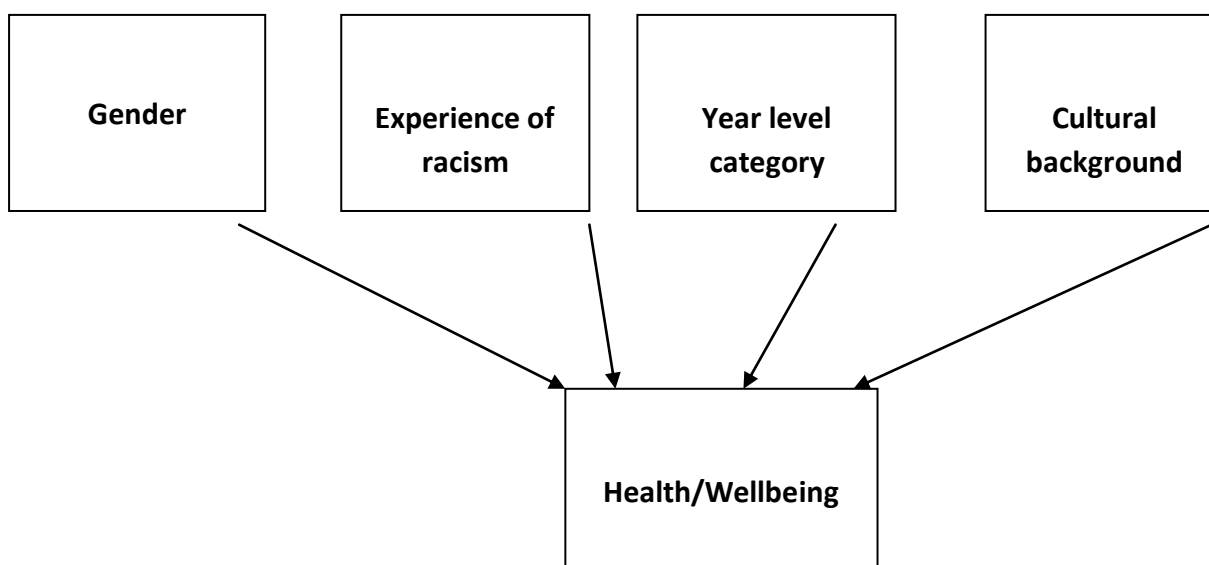 Gender
Experience of
racism
Year level
category
Cultural
background
Health/Wellbeing